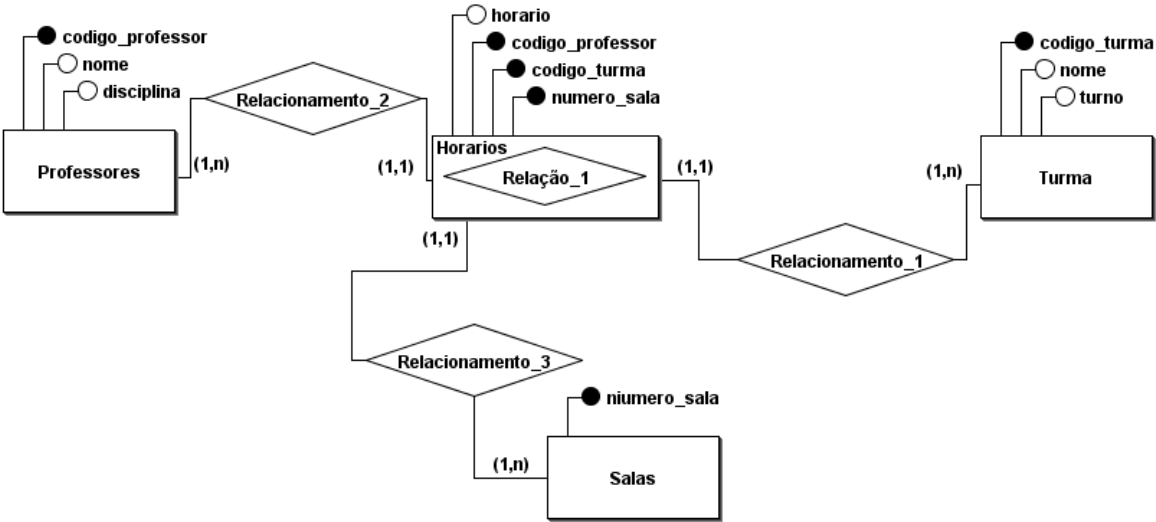 codigo_professor
nome
disciplina
Professores
(1,n)
Relacionamento_2
(1,1)
horario
codigo_professor
codigo_turma
numero_sala
Horarios
Relação_1
(1,1)
(1,1)
Relacionamento_1
(1,n)
codigo_turma
nome
turno
Turma
Relacionamento_3
(1,n)
niumero_sala
Salas